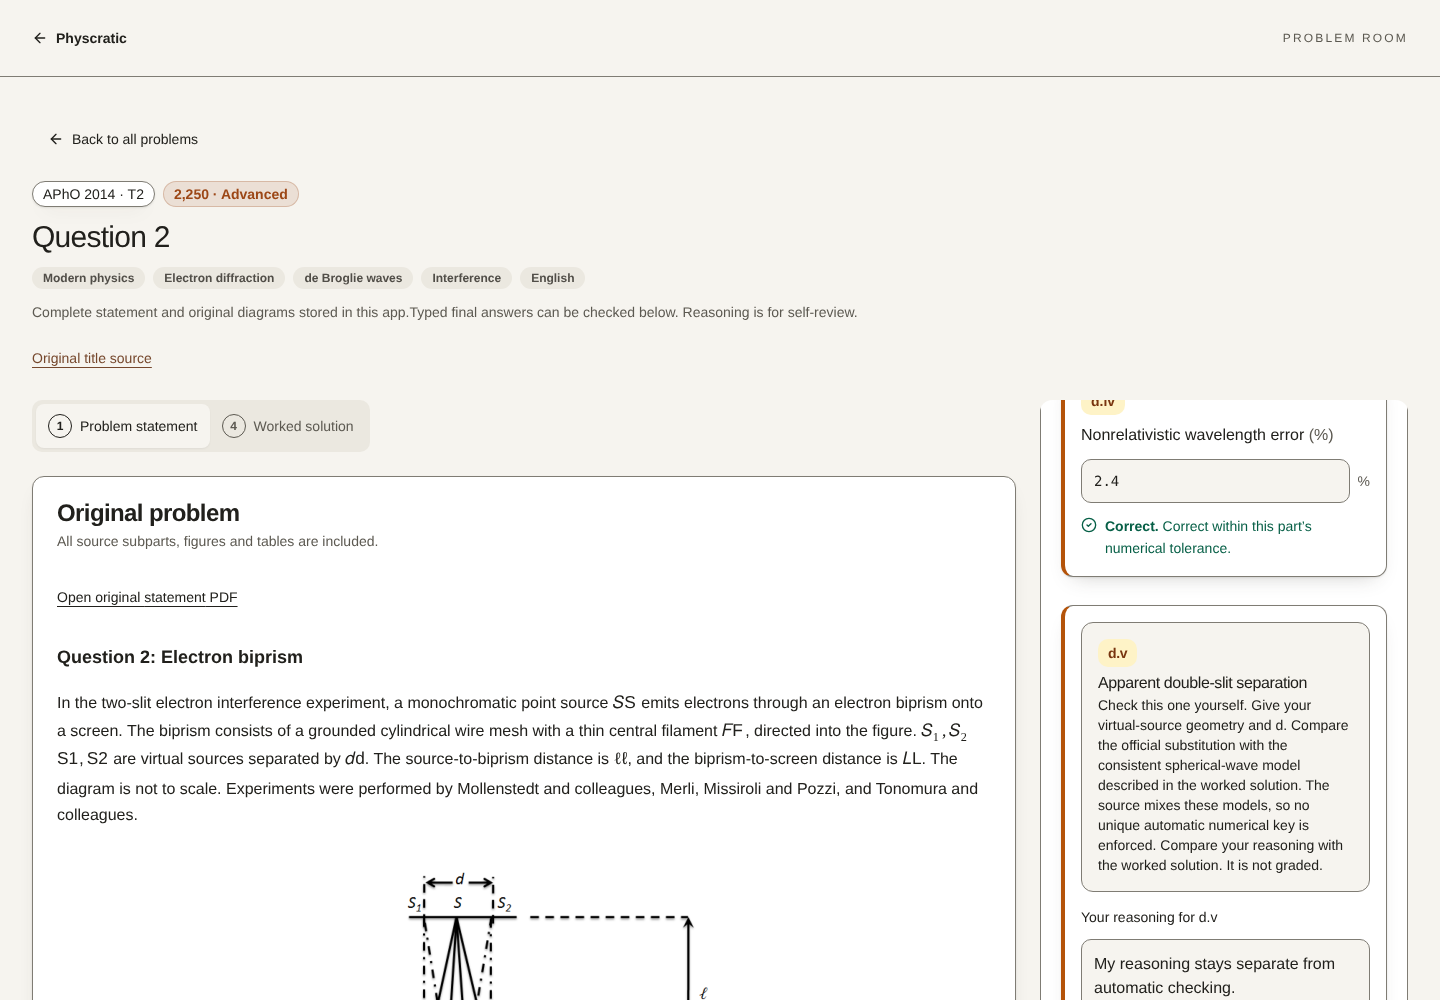 Physcratic
PROBLEM ROOM
Back to all problems
APhO 2014 · T2
2,250 · Advanced
Question 2
Modern physics
Electron diffraction
de Broglie waves
Interference
English
Complete statement and original diagrams stored in this app.Typed final answers can be checked below. Reasoning is for self-review.
Original title source
1 Problem statement
4 Worked solution
Original problem
All source subparts, figures and tables are included.
Open original statement PDF
Question 2: Electron biprism
In the two-slit electron interference experiment, a monochromatic point source SS emits electrons through an electron biprism onto
a screen. The biprism consists of a grounded cylindrical wire mesh with a thin central filament FF, directed into the figure. S1,S2
S1,S2 are virtual sources separated by dd. The source-to-biprism distance is ℓℓ, and the biprism-to-screen distance is LL. The
diagram is not to scale. Experiments were performed by Mollenstedt and colleagues, Merli, Missiroli and Pozzi, and Tonomura and
colleagues.
d
S1 S S2
ℓ
d.iv
Nonrelativistic wavelength error (%)
2.4
%
Correct. Correct within this part's
numerical tolerance.
d.v
Apparent double-slit separation
Check this one yourself. Give your
virtual-source geometry and d. Compare
the official substitution with the
consistent spherical-wave model
described in the worked solution. The
source mixes these models, so no
unique automatic numerical key is
enforced. Compare your reasoning with
the worked solution. It is not graded.
Your reasoning for d.v
My reasoning stays separate from
automatic checking.